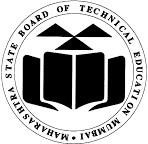 MAHARASHTRA STATE BOARD OF TECHNICAL EDUCATION MUMBAI